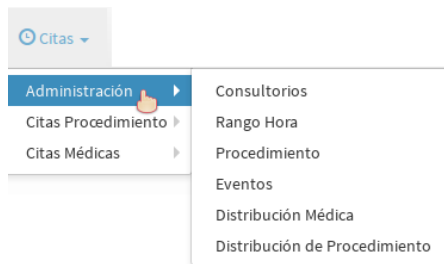 Citas
Administración
Citas Procedimiento
Citas Médicas
Consultorios
Rango Hora
Procedimiento
Eventos
Distribución Médica
Distribución de Procedimiento